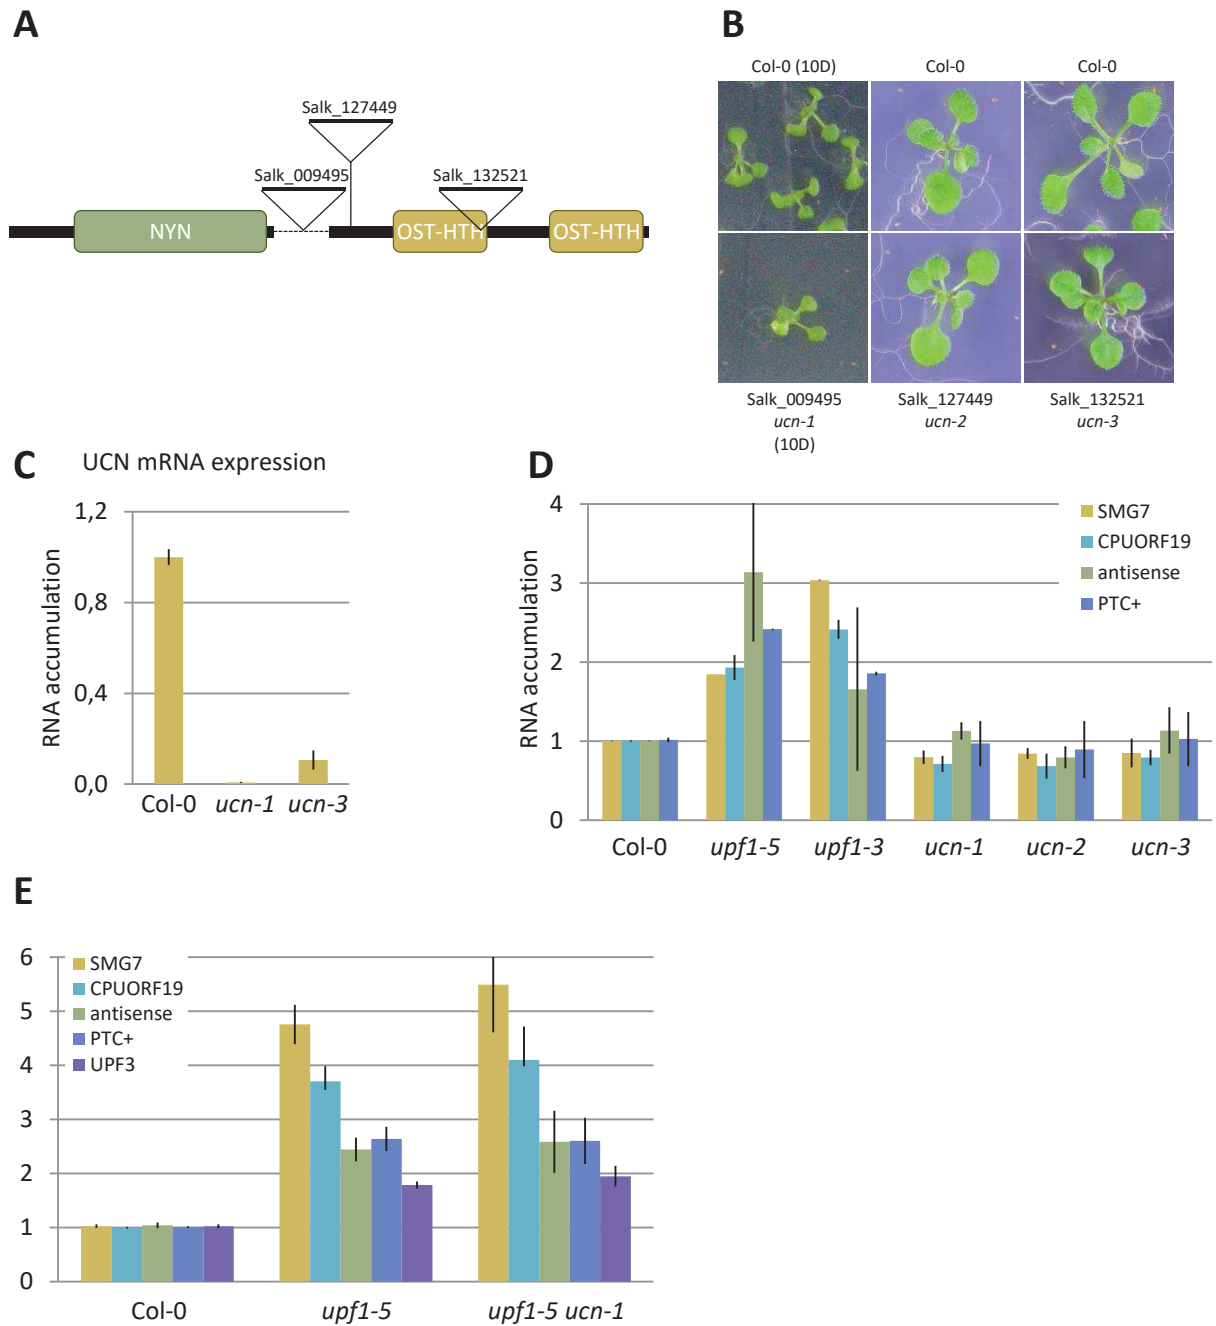 A
Salk_127449
Salk_009495
Salk_132521
NYN
OST-HTH
OST-HTH
B
Col-0 (10D)
Col-0
Col-0
Salk_009495
ucn-1
(10D)
Salk_127449
ucn-2
Salk_132521
ucn-3
C
UCN mRNA expression
RNA accumulation
1,2
0,8
0,4
0,0
Col-0
ucn-1
ucn-3
D
RNA accumulation
4
3
2
1
0
SMG7
CPUORF19
antisense
PTC+
Col-0
upf1-5
upf1-3
ucn-1
ucn-2
ucn-3
E
6
5
4
3
2
1
0
SMG7
CPUORF19
antisense
PTC+
UPF3
Col-0
upf1-5
upf1-5 ucn-1